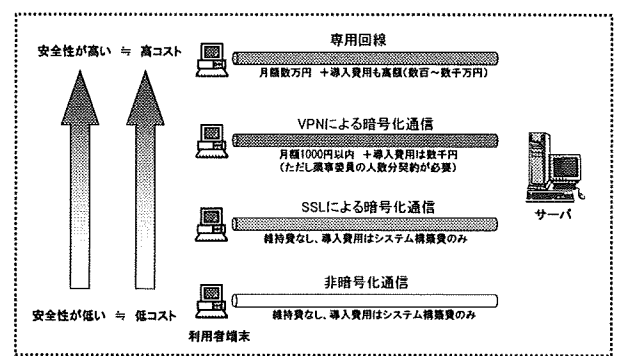 専用回線
安全性が高い ≒ 高コスト
月額数万円 +導入費用も高額(数百~数千万円)
VPNによる暗号化通信
月額1000円以内 +導入費用は数千円
(ただし薬事委員の人数分契約が必要)
サーバ
SSLによる暗号化通信
維持費なし、導入費用はシステム構築費のみ
非暗号化通信
安全性が低い ≒ 低コスト
維持費なし、導入費用はシステム構築費のみ
利用者端末